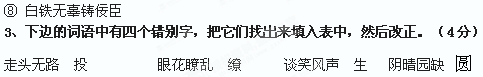 ⑧ 白铁无辜铸佞臣
3、下边的词语中有四个错别字，把它们找出来填入表中，然后改正。（4分）
走头无路 投 眼花瞭乱 缭 谈笑风声 生 阴晴园缺 圆